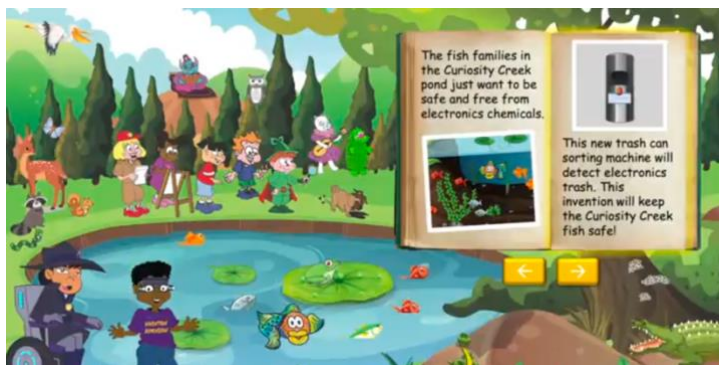 The fish families in
the Curiosity Creek
pond just want to be
safe and free from
electronics chemicals.
This new trash can
sorting machine will
detect electronics
trash. This
invention will keep
the Curiosity Creek
fish safe!